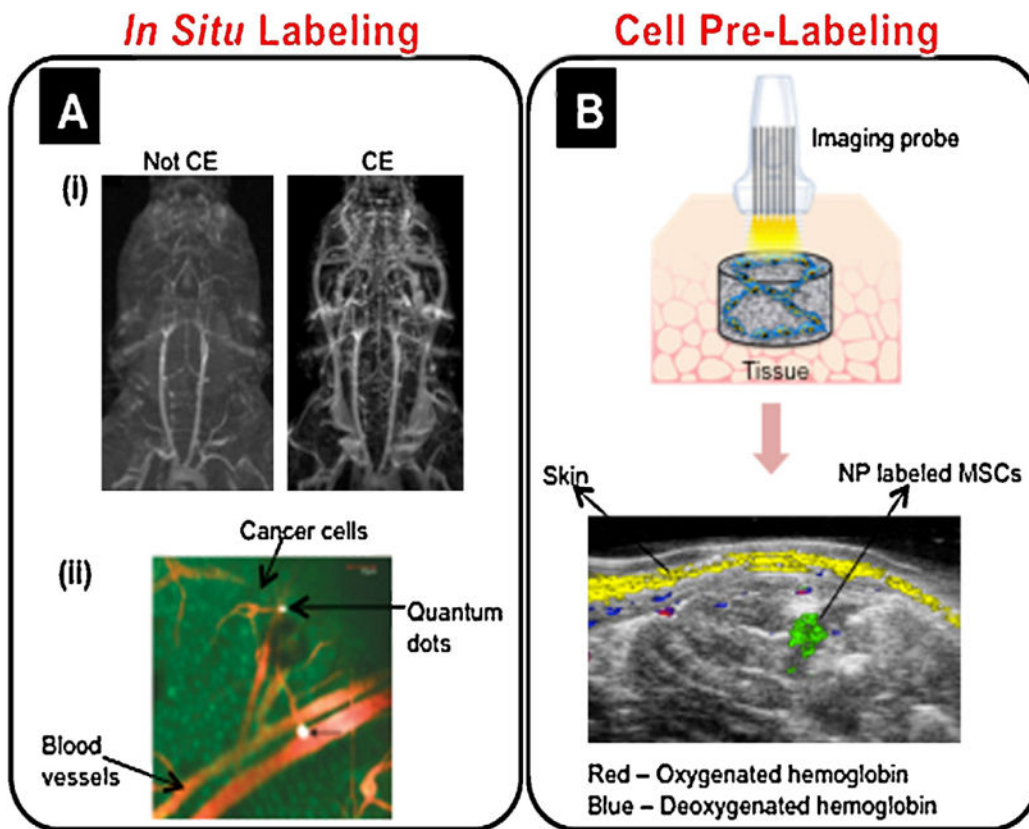 In Situ Labeling
A
Not CE
CE
(i)
Cancer cells
(ii)
Quantum
dots
Blood
vessels
Cell Pre-Labeling
B
Imaging probe
Tissue
Skin
NP labeled MSCs
Red – Oxygenated hemoglobin
Blue – Deoxygenated hemoglobin